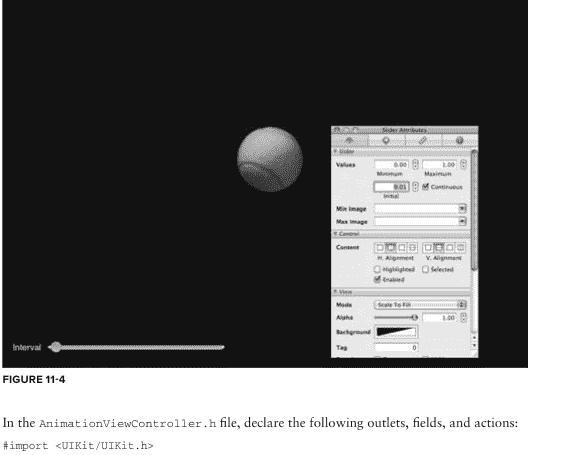 Slider Attributes
Slider
Values 0.00 1.00
Minimum Maximum
0.01 Continuous
Initial
Min Image
Max Image
Control
Content
H. Alignment V. Alignment
Highlighted Selected
Enabled
View
Mode Scale To Fill
Alpha 1.00
Background
Tag 0
Interval
FIGURE 11-4
In the AnimationViewController.h file, declare the following outlets, fields, and actions:
#import <UIKit/UIKit.h>